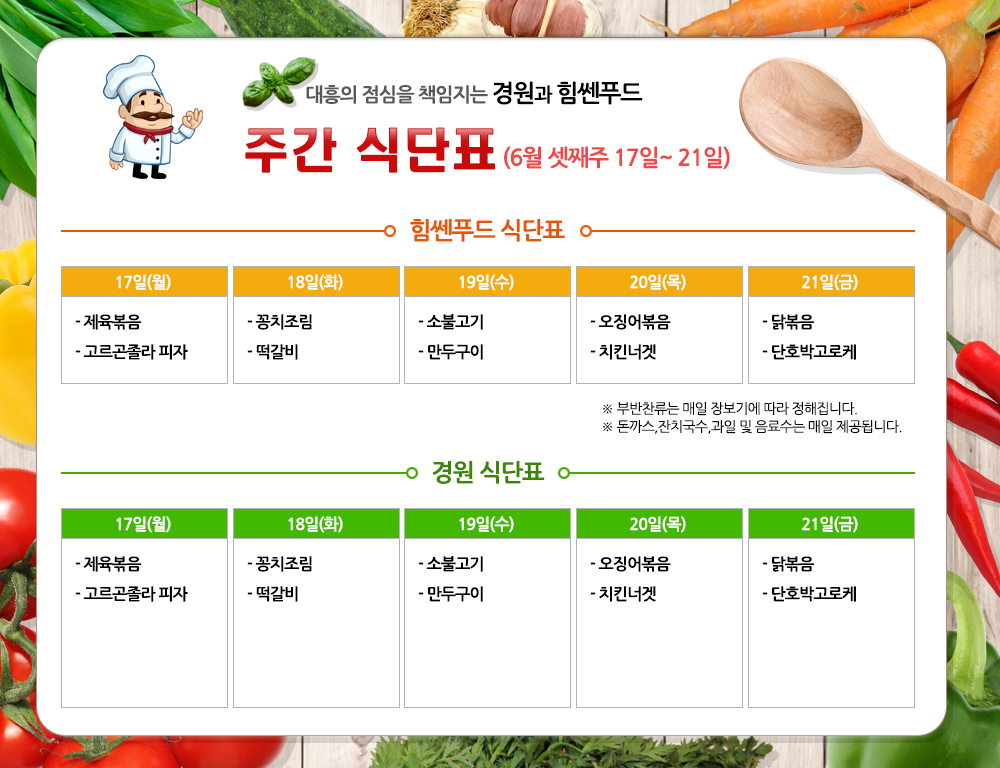 대흥의 점심을 책임지는 경원과 힘쎈푸드
주간 식단표 (6월 셋째주 17일~ 21일)
힘쎈푸드 식단표
17일(월) 18일(화) 19일(수) 20일(목) 21일(금)
- 제육볶음 - 꽁치조림 - 소불고기 - 오징어볶음 - 닭볶음
- 고르곤졸라 피자 - 떡갈비 - 만두구이 - 치킨너겟 - 단호박고로케
※ 부반찬류는 매일 장보기에 따라 정해집니다.
※ 돈까스,잔치국수,과일 및 음료수는 매일 제공됩니다.
경원 식단표
17일(월) 18일(화) 19일(수) 20일(목) 21일(금)
- 제육볶음 - 꽁치조림 - 소불고기 - 오징어볶음 - 닭볶음
- 고르곤졸라 피자 - 떡갈비 - 만두구이 - 치킨너겟 - 단호박고로케